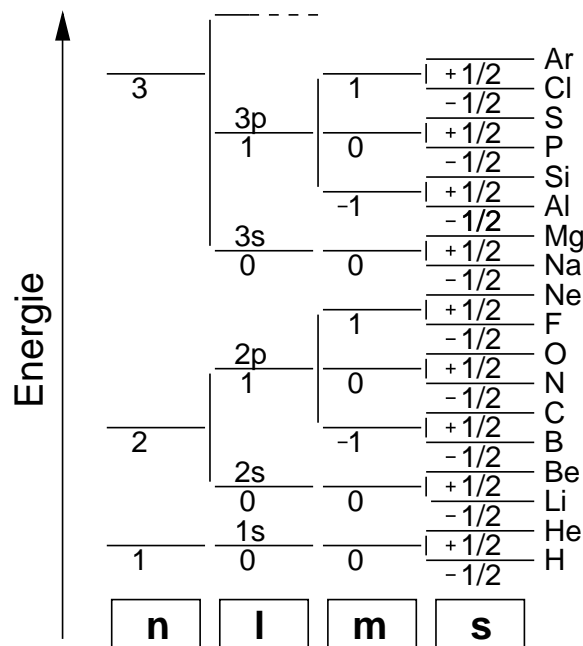 Ar
3 1 +1/2 Cl
−1/2 S
3p +1/2 P
1 0 −1/2 Si
−1 +1/2 Al
−1/2 Mg
3s +1/2 Na
0 0 −1/2 Ne
1 +1/2 F
−1/2 O
2p +1/2 N
1 0 −1/2 C
2 −1 +1/2 B
−1/2 Be
2s +1/2 Li
0 0 −1/2 He
1s +1/2 H
1 0 0 −1/2
Energie
n l m s